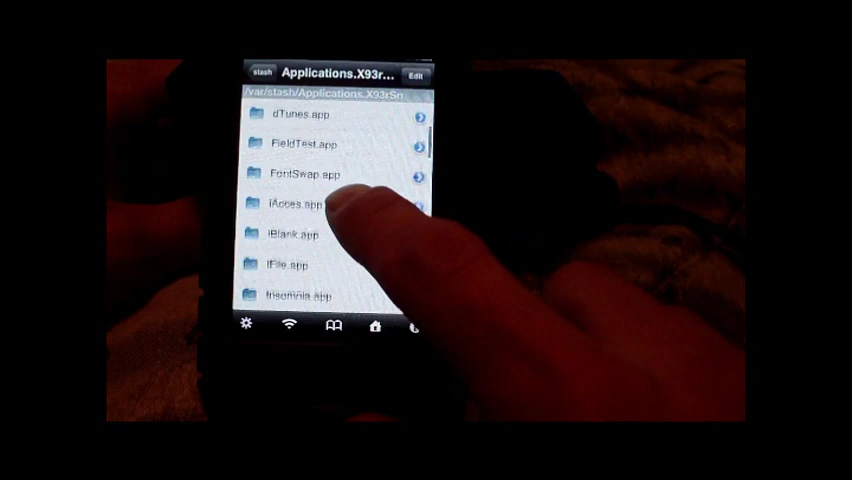 stash Applications.X93r... Edit
/var/stash/Applications.X93rSn
dTunes.app
FieldTest.app
FontSwap.app
iAcces.app
iBlank.app
iFile.app
Insomnia.app